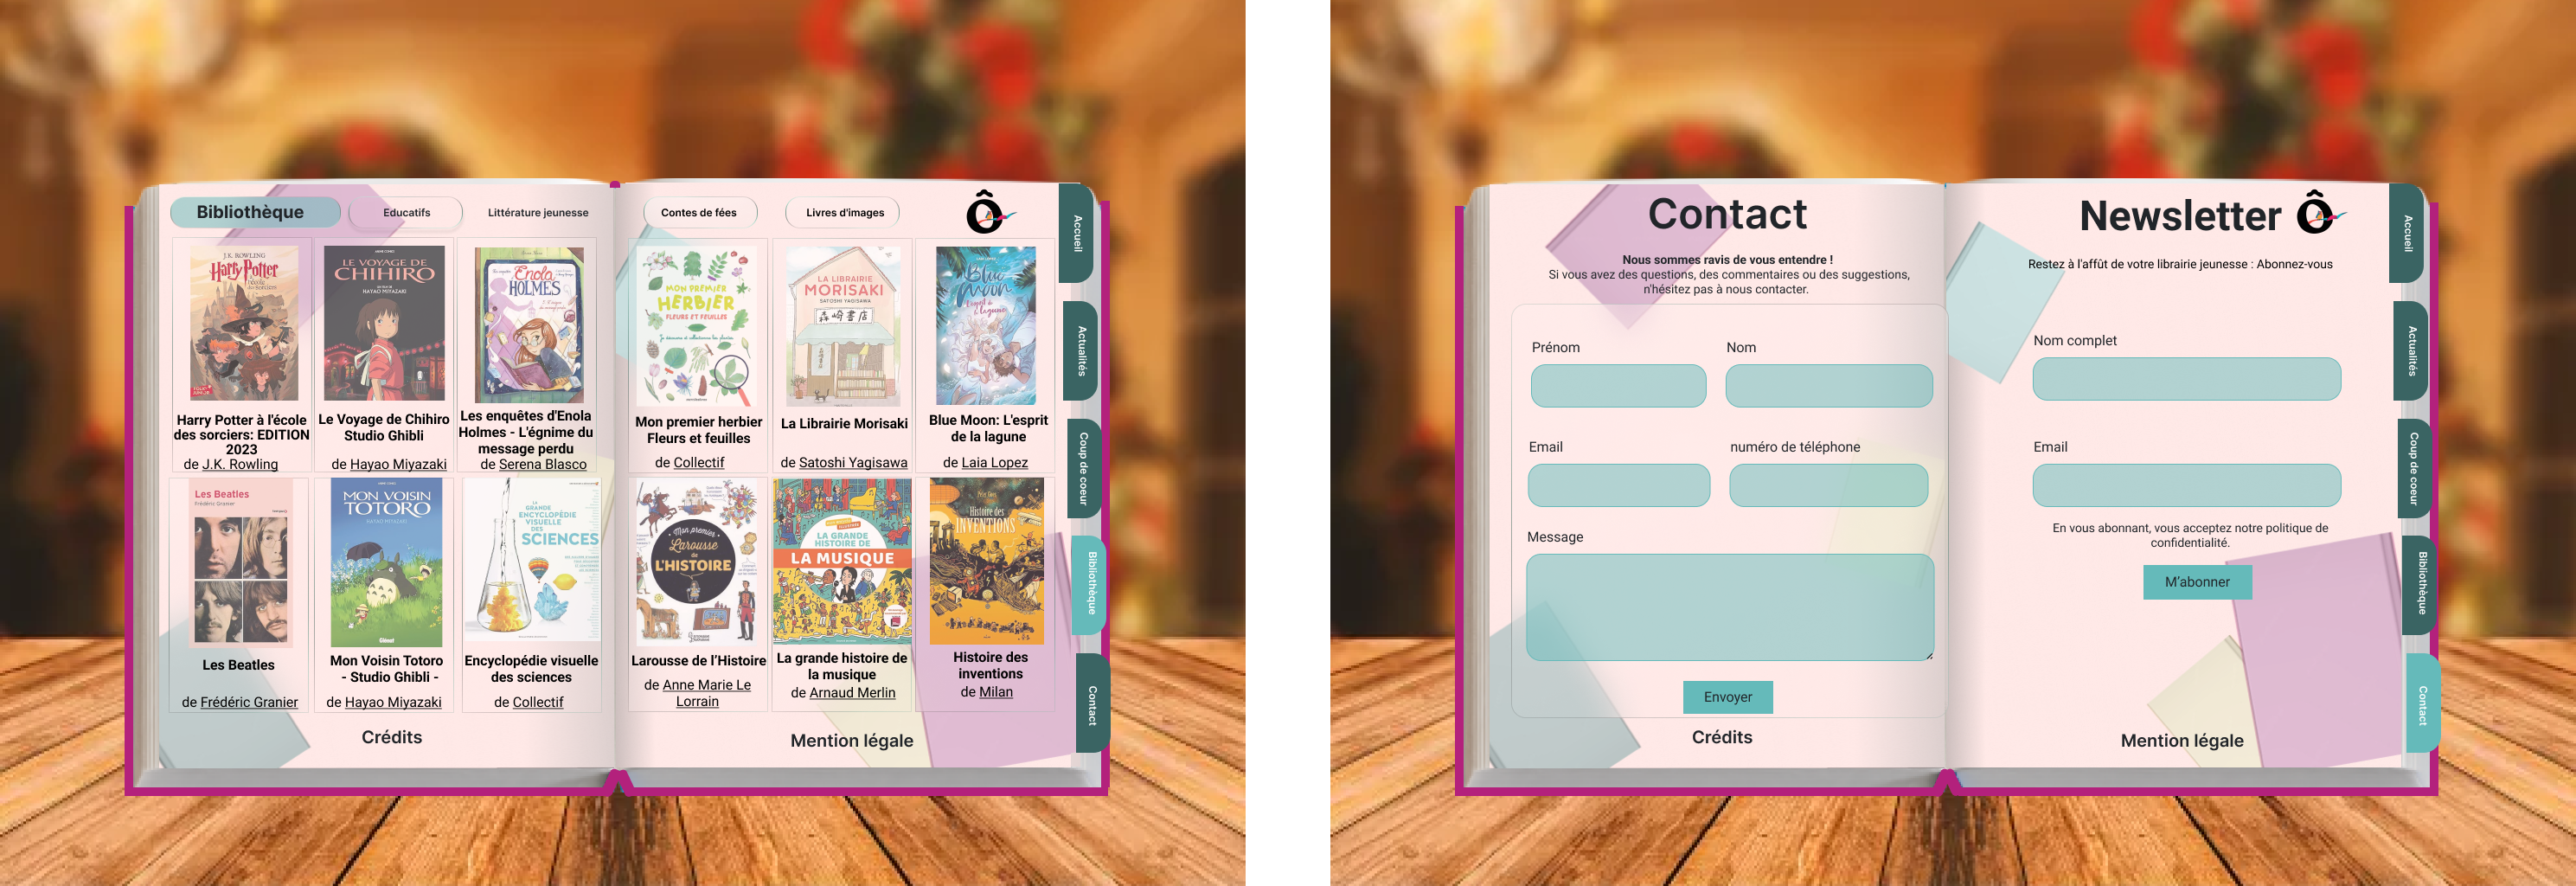 Bibliothèque
Educatifs
Littérature jeunesse
Contes de fées
Livres d'images
Ô
J.K. ROWLING
Harry Potter
LE VOYAGE DE
CHIHIRO
HAYAO MIYAZAKI
Enola
HOLMES
MON PREMIER
HERBIER
FLEURS ET FEUILLES
LA LIBRAIRIE
MORISAKI
SATOSHI YAGISAWA
森崎書店
Blue
Moon
Harry Potter à l'école
des sorciers: EDITION
2023
de J.K. Rowling
Le Voyage de Chihiro
Studio Ghibli
de Hayao Miyazaki
Les enquêtes d'Enola
Holmes - L'égnime du
message perdu
de Serena Blasco
Mon premier herbier
Fleurs et feuilles
de Collectif
La Librairie Morisaki
de Satoshi Yagisawa
Blue Moon: L'esprit
de la lagune
de Laia Lopez
Les Beatles
Frédéric Granier
MON VOISIN
TOTORO
HAYAO MIYAZAKI
Glénat
LA
GRANDE
ENCYCLOPÉDIE
VISUELLE
DES
SCIENCES
Mon premier
Larousse
de
L'HISTOIRE
LA GRANDE
HISTOIRE DE
LA MUSIQUE
Histoire des
INVENTIONS
Les Beatles
de Frédéric Granier
Mon Voisin Totoro
- Studio Ghibli -
de Hayao Miyazaki
Encyclopédie visuelle
des sciences
de Collectif
Larousse de l'Histoire
de Anne Marie Le
Lorrain
La grande histoire de
la musique
de Arnaud Merlin
Histoire des
inventions
de Milan
Crédits
Mention légale
Accueil
Actualités
Coup de coeur
Bibliothèque
Contact
Contact
Nous sommes ravis de vous entendre !
Si vous avez des questions, des commentaires ou des suggestions,
n'hésitez pas à nous contacter.
Prénom
Nom
Email
numéro de téléphone
Message
Envoyer
Crédits
Newsletter
Ô
Restez à l'affût de votre librairie jeunesse : Abonnez-vous
Nom complet
Email
En vous abonnant, vous acceptez notre politique de
confidentialité.
M'abonner
Mention légale
Accueil
Actualités
Coup de coeur
Bibliothèque
Contact